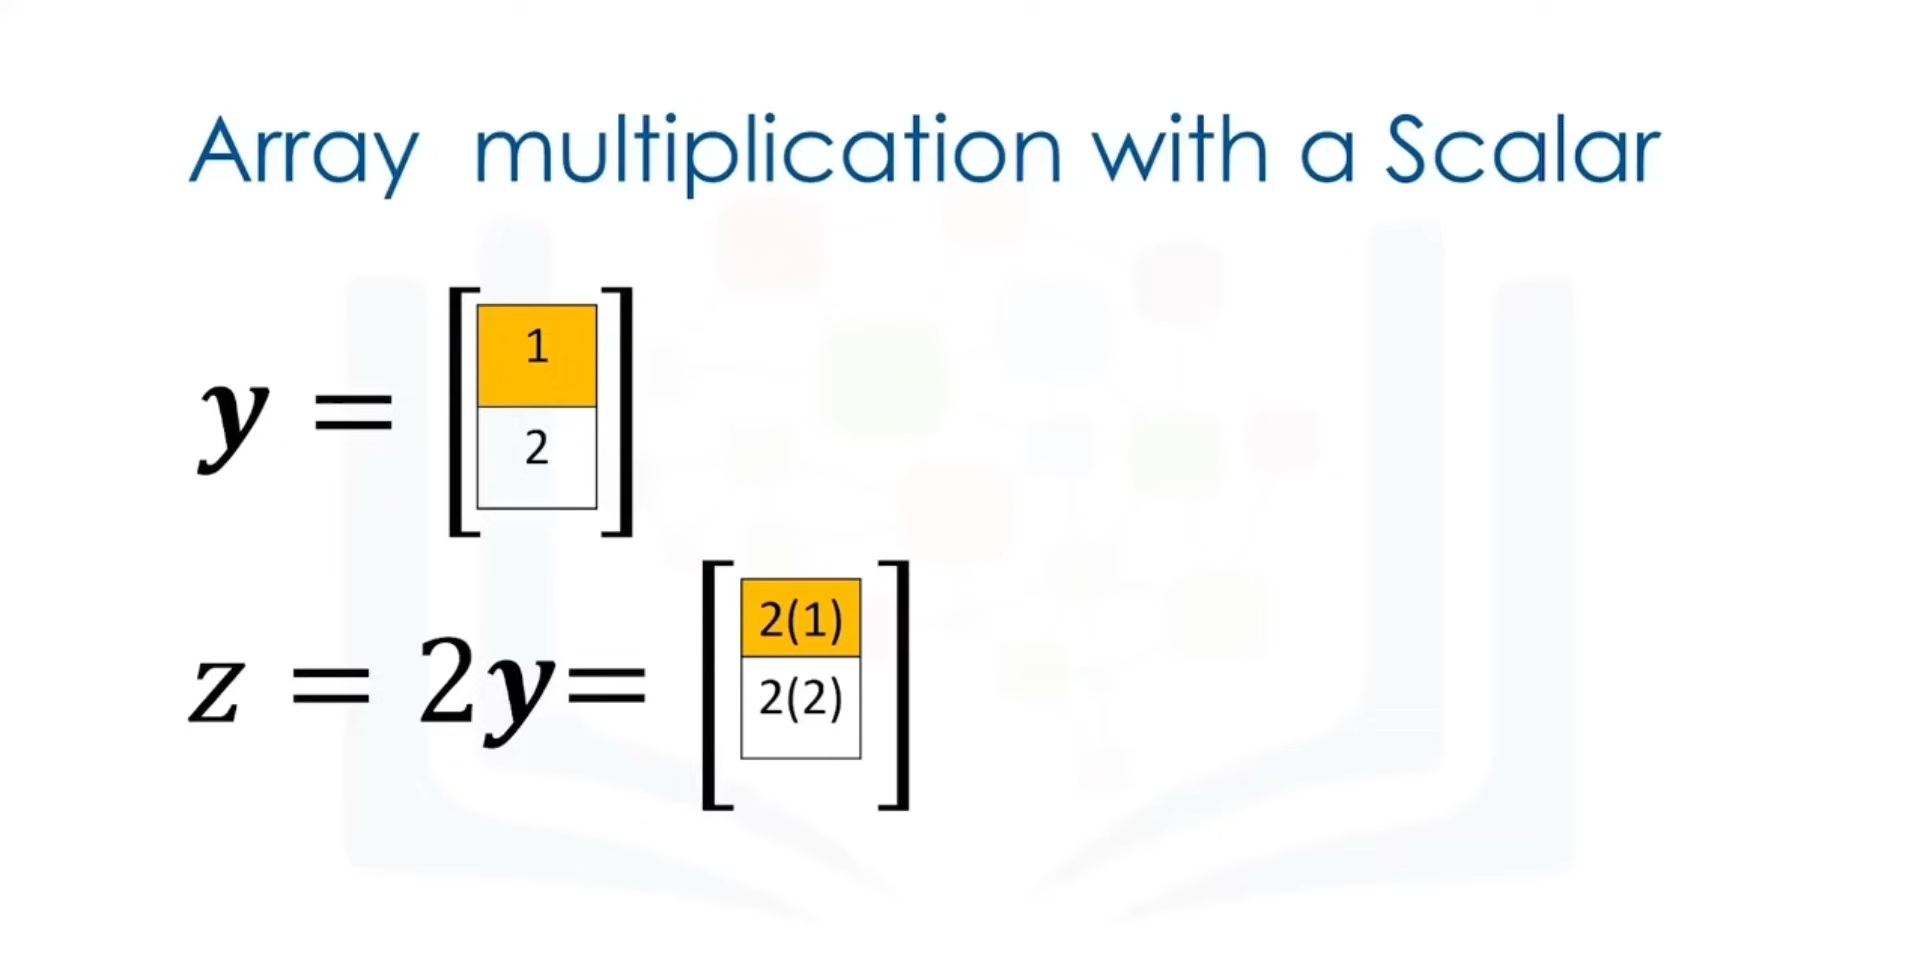 Array multiplication with a Scalar
y = [1
2]
z = 2y= [2(1)
2(2)]